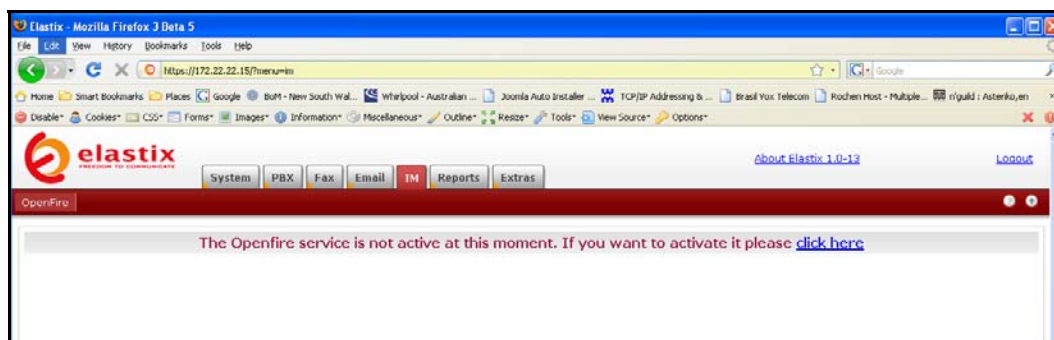 Elastix - Mozilla Firefox 3 Beta 5
File Edit View History Bookmarks Tools Help
https://172.22.22.15/?menu=im
Google
Home Smart Bookmarks Places Google BoM - New South Wal... Whirlpool - Australian ... Joomla Auto Installer ... TCP/IP Addressing & ... Brasil Vox Telecom Rochen Host - Multiple... n'guild : Asterisk,en
Disable Cookies CSS Forms Images Information Miscellaneous Outline Resize Tools View Source Options
elastix
FREEDOM TO COMMUNICATE
About Elastix 1.0-13
Logout
System PBX Fax Email IM Reports Extras
OpenFire
The Openfire service is not active at this moment. If you want to activate it please click here